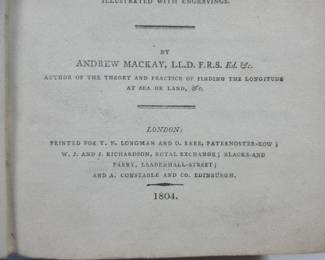 ILLUSTRATED WITH ENGRAVINGS.
BY
ANDREW MACKAY, LL.D. F.R.S. Ed. &c.
AUTHOR OF THE THEORY AND PRACTICE OF FINDING THE LONGITUDE
AT SEA OR LAND, &c.
LONDON:
PRINTED FOR T. N. LONGMAN AND O. REES, PATERNOSTER-ROW;
W. J. AND J. RICHARDSON, ROYAL EXCHANGE; BLACKS AND
PARRY, LEADENHALL-STREET;
AND A. CONSTABLE AND CO. EDINBURGH.
1804.